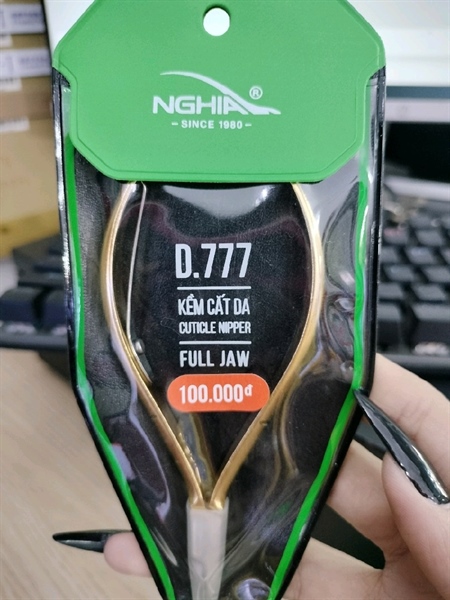 NGHIA®
- SINCE 1980 -
D.777
KỀM CẮT DA
CUTICLE NIPPER
FULL JAW
100.000đ